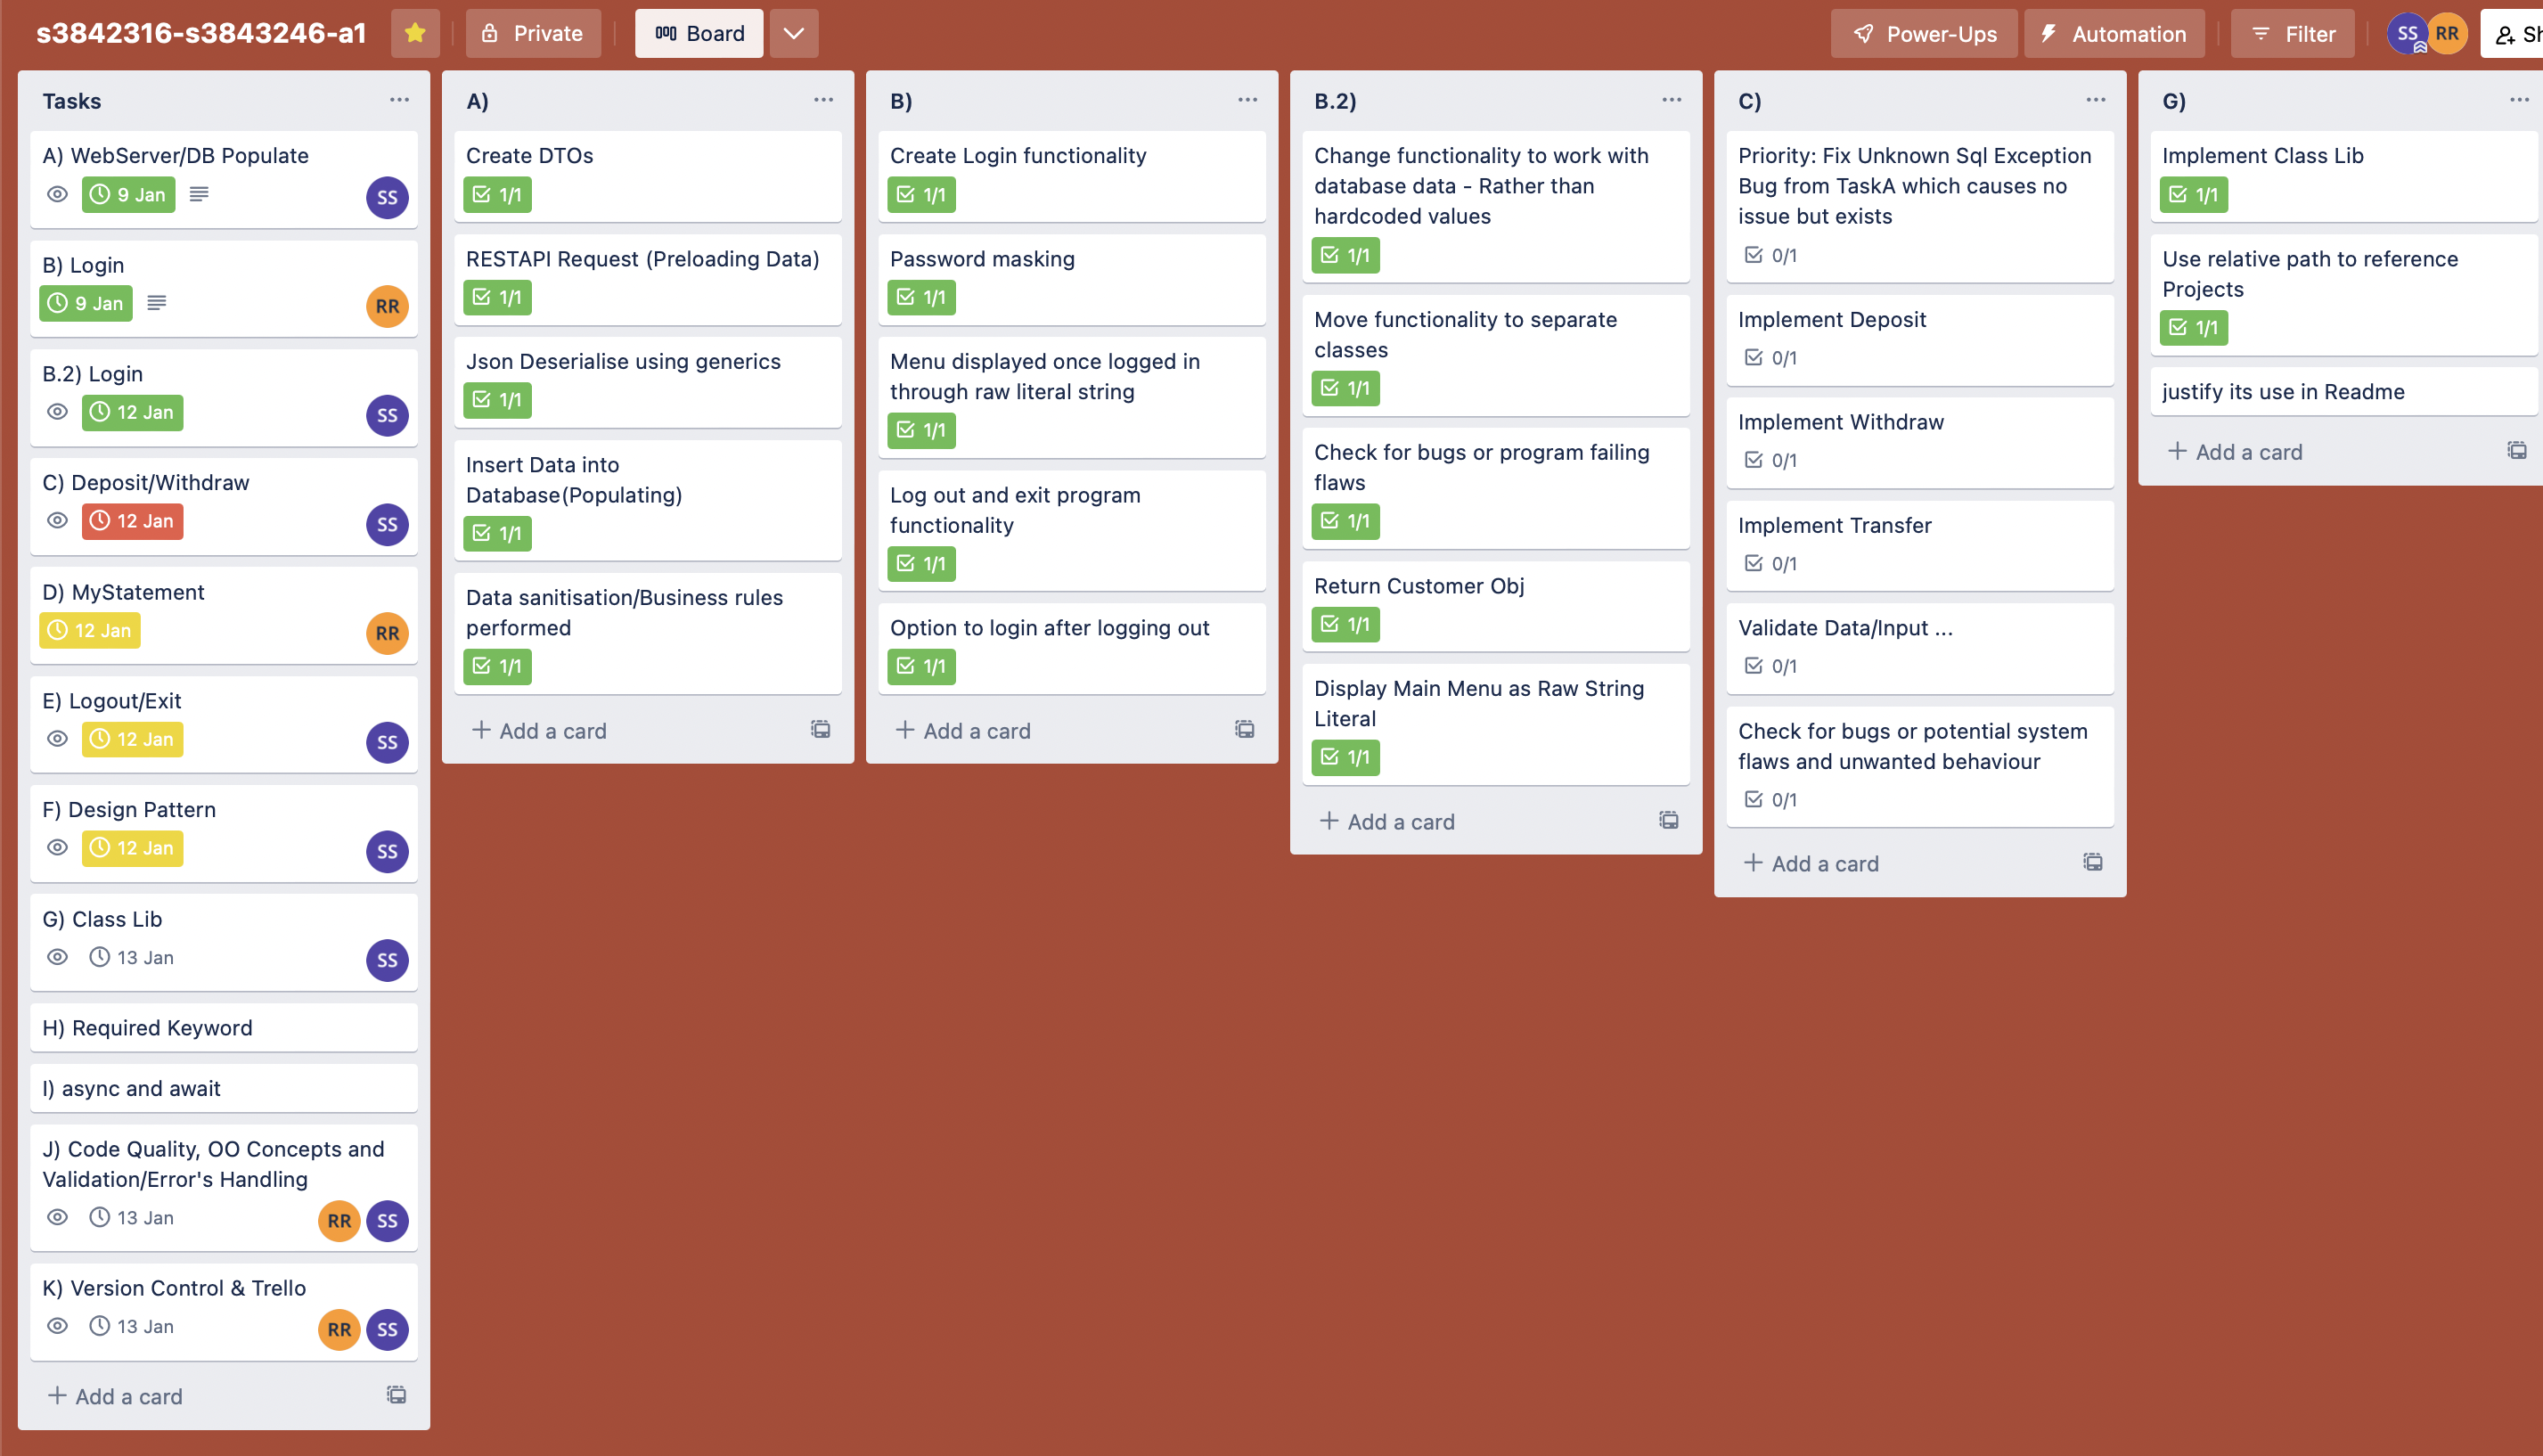 s3842316-s3843246-a1
Private
Board
Power-Ups
Automation
Filter
SS
RR
Tasks
A) WebServer/DB Populate
9 Jan
SS
B) Login
9 Jan
RR
B.2) Login
12 Jan
SS
C) Deposit/Withdraw
12 Jan
SS
D) MyStatement
12 Jan
RR
E) Logout/Exit
12 Jan
SS
F) Design Pattern
12 Jan
SS
G) Class Lib
13 Jan
SS
H) Required Keyword
I) async and await
J) Code Quality, OO Concepts and
Validation/Error's Handling
13 Jan
RR
SS
K) Version Control & Trello
13 Jan
RR
SS
+ Add a card
A)
Create DTOs
1/1
RESTAPI Request (Preloading Data)
1/1
Json Deserialise using generics
1/1
Insert Data into
Database(Populating)
1/1
Data sanitisation/Business rules
performed
1/1
+ Add a card
B)
Create Login functionality
1/1
Password masking
1/1
Menu displayed once logged in
through raw literal string
1/1
Log out and exit program
functionality
1/1
Option to login after logging out
1/1
+ Add a card
B.2)
Change functionality to work with
database data - Rather than
hardcoded values
1/1
Move functionality to separate
classes
1/1
Check for bugs or program failing
flaws
1/1
Return Customer Obj
1/1
Display Main Menu as Raw String
Literal
1/1
+ Add a card
C)
Priority: Fix Unknown Sql Exception
Bug from TaskA which causes no
issue but exists
0/1
Implement Deposit
0/1
Implement Withdraw
0/1
Implement Transfer
0/1
Validate Data/Input ...
0/1
Check for bugs or potential system
flaws and unwanted behaviour
0/1
+ Add a card
G)
Implement Class Lib
1/1
Use relative path to reference
Projects
1/1
justify its use in Readme
+ Add a card